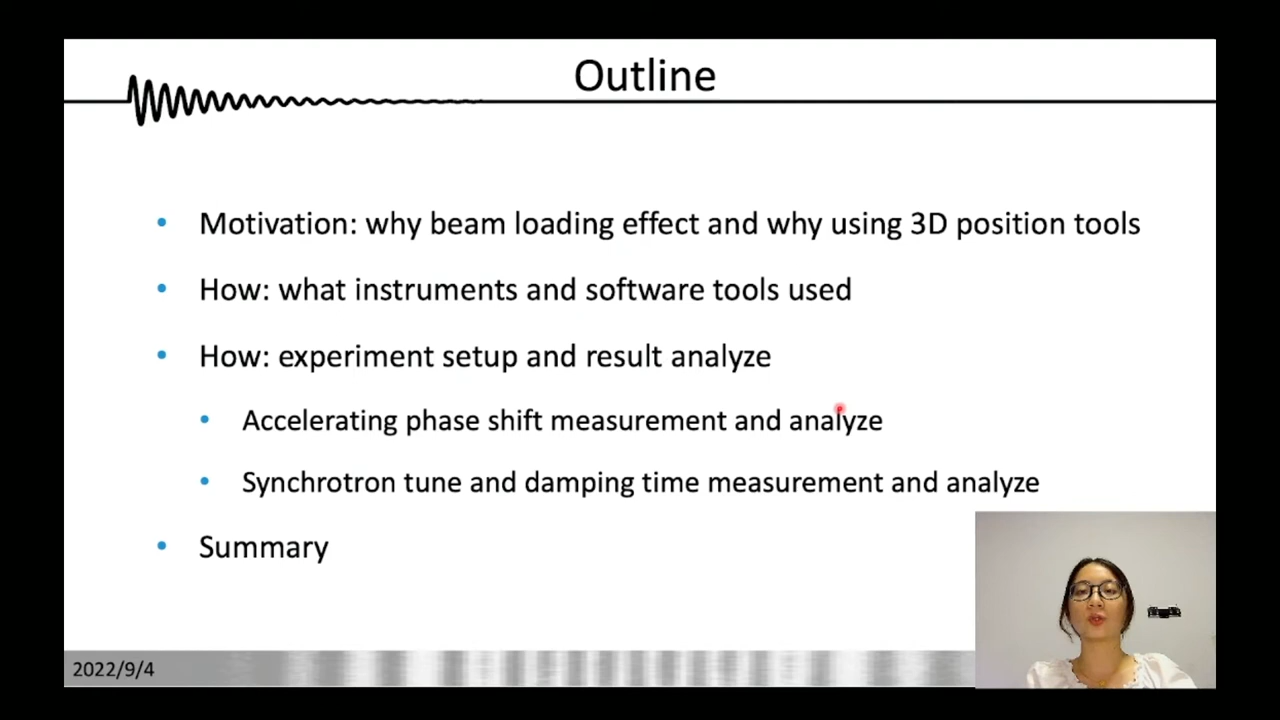 Outline
• Motivation: why beam loading effect and why using 3D position tools
• How: what instruments and software tools used
• How: experiment setup and result analyze
• Accelerating phase shift measurement and analyze
• Synchrotron tune and damping time measurement and analyze
• Summary
2022/9/4